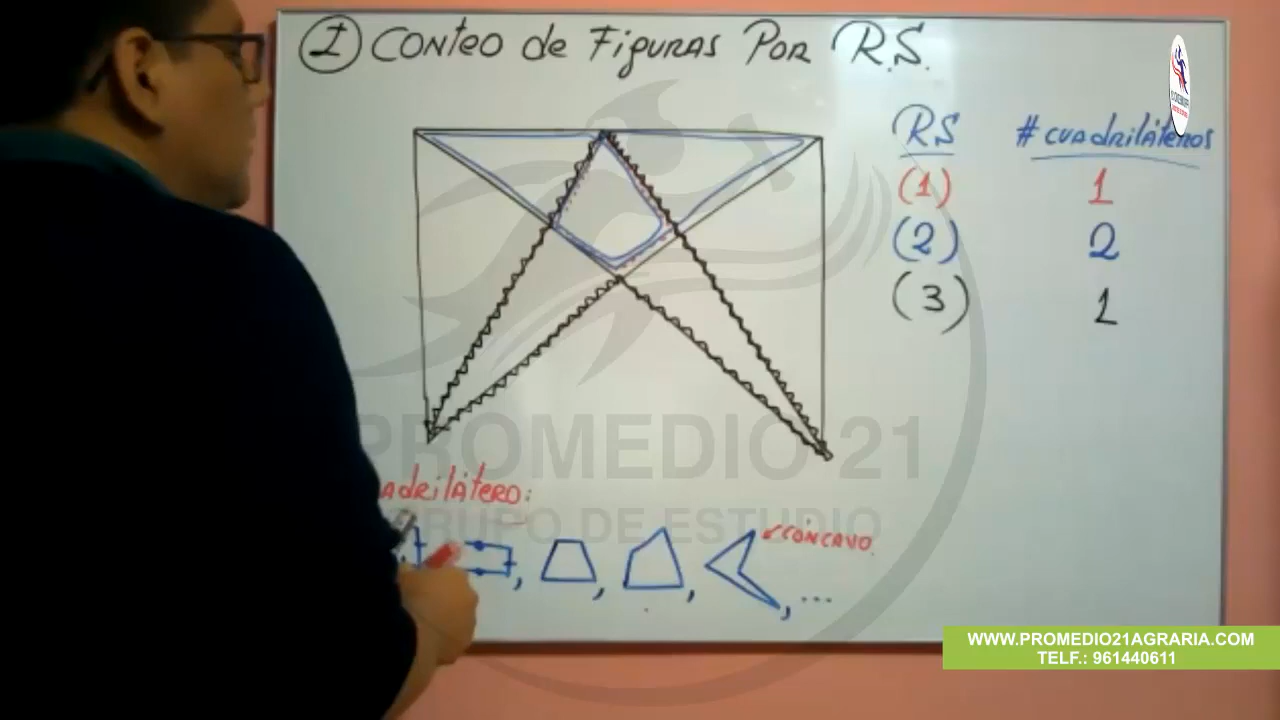 I CONTEO de FIGURAS POR R.S.
RS # CUAdRILÁTEROS
(1) 1
(2) 2
(3) 1
PROMEDIO 21
GRUPO DE ESTUDIO
ADRILÁTERO:
CÓNCAVO
, , , , ...
WWW.PROMEDIO21AGRARIA.COM
TELF.: 961440611